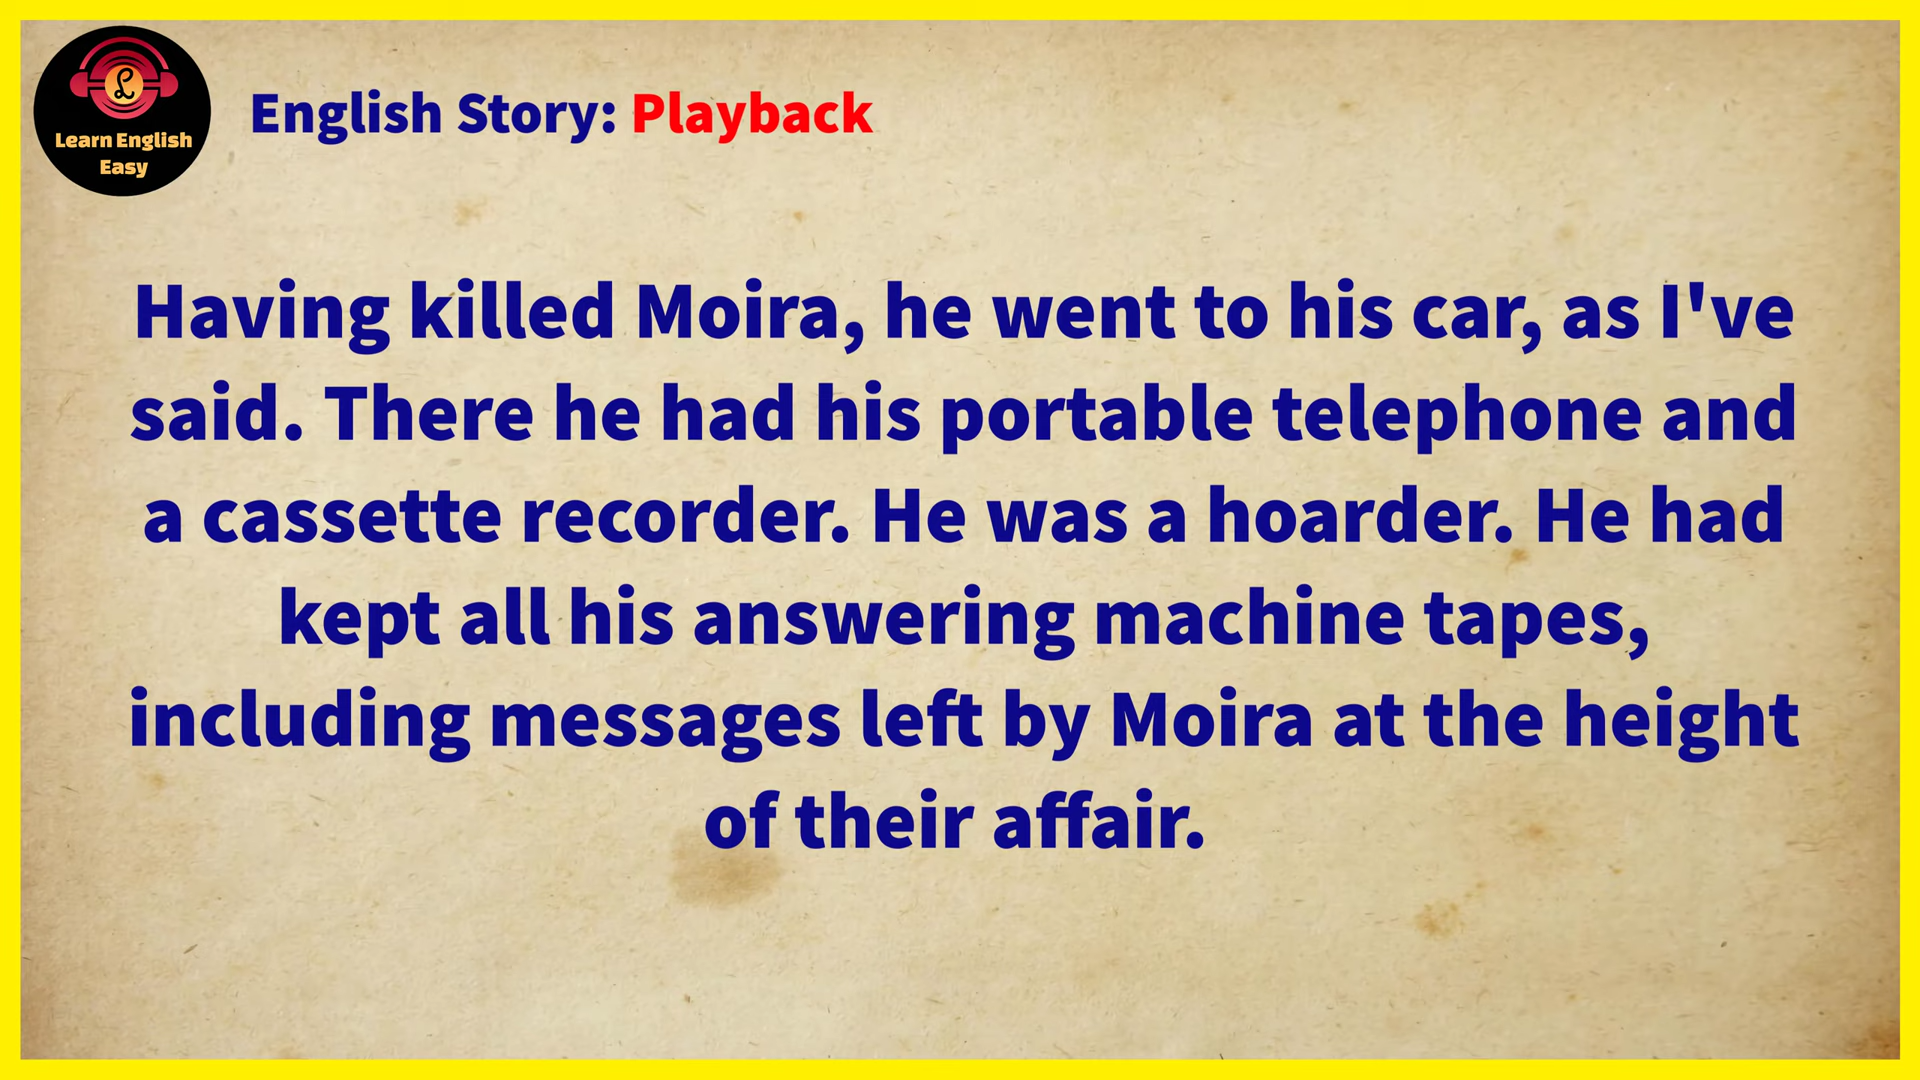 Learn English
Easy
English Story: Playback
Having killed Moira, he went to his car, as I've
said. There he had his portable telephone and
a cassette recorder. He was a hoarder. He had
kept all his answering machine tapes,
including messages left by Moira at the height
of their affair.